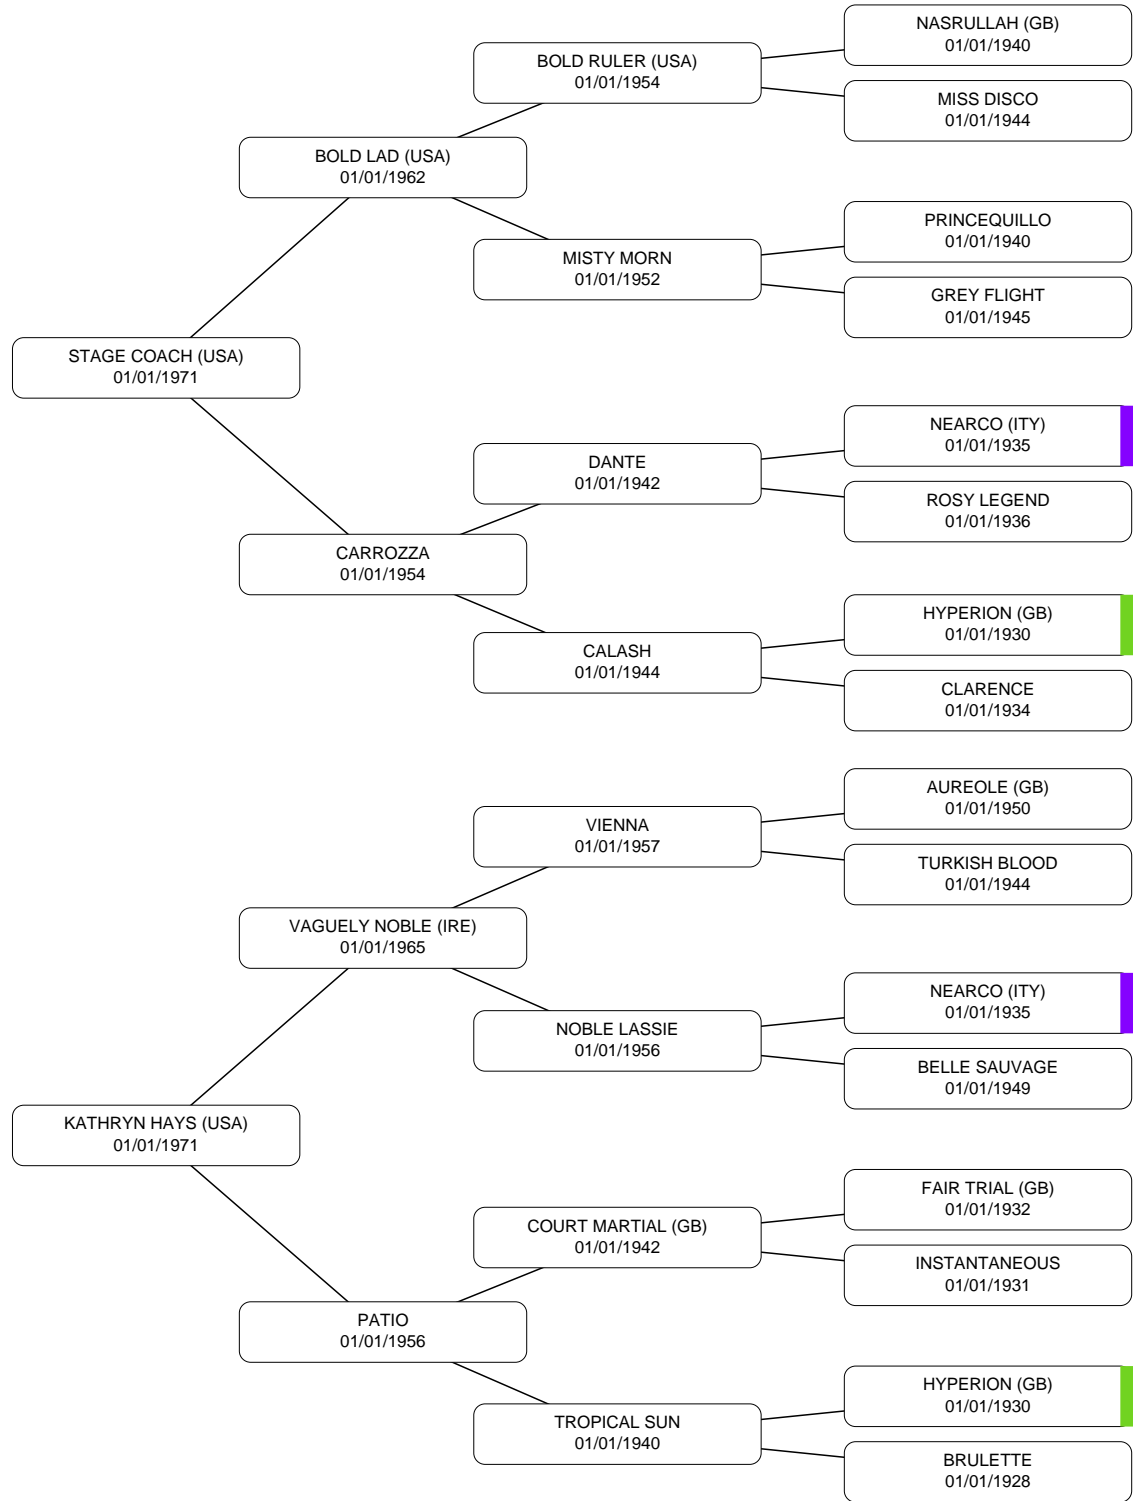 NASRULLAH (GB)
01/01/1940
BOLD RULER (USA)
01/01/1954
MISS DISCO
01/01/1944
BOLD LAD (USA)
01/01/1962
PRINCEQUILLO
01/01/1940
MISTY MORN
01/01/1952
GREY FLIGHT
01/01/1945
STAGE COACH (USA)
01/01/1971
NEARCO (ITY)
01/01/1935
DANTE
01/01/1942
ROSY LEGEND
01/01/1936
CARROZZA
01/01/1954
HYPERION (GB)
01/01/1930
CALASH
01/01/1944
CLARENCE
01/01/1934
AUREOLE (GB)
01/01/1950
VIENNA
01/01/1957
TURKISH BLOOD
01/01/1944
VAGUELY NOBLE (IRE)
01/01/1965
NEARCO (ITY)
01/01/1935
NOBLE LASSIE
01/01/1956
BELLE SAUVAGE
01/01/1949
KATHRYN HAYS (USA)
01/01/1971
FAIR TRIAL (GB)
01/01/1932
COURT MARTIAL (GB)
01/01/1942
INSTANTANEOUS
01/01/1931
PATIO
01/01/1956
HYPERION (GB)
01/01/1930
TROPICAL SUN
01/01/1940
BRULETTE
01/01/1928